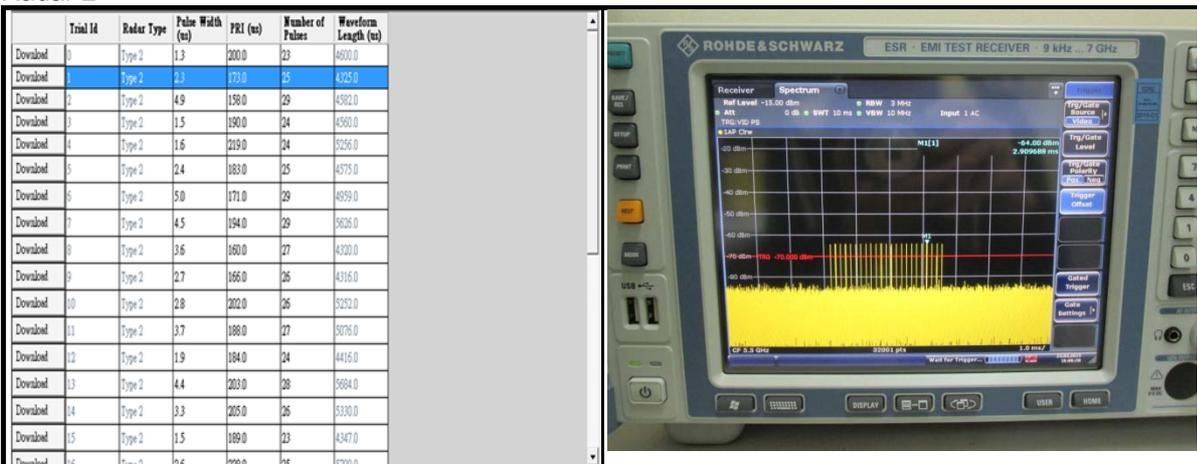 Trial Id Radar Type Pulse Width (us) PRI (us) Number of Pulses Waveform Length (us)
Download 0 Type 2 1.3 200.0 23 4600.0
Download 1 Type 2 2.3 173.0 25 4325.0
Download 2 Type 2 4.9 158.0 29 4582.0
Download 3 Type 2 1.5 190.0 24 4560.0
Download 4 Type 2 1.6 219.0 24 5256.0
Download 5 Type 2 2.4 183.0 25 4575.0
Download 6 Type 2 5.0 171.0 29 4959.0
Download 7 Type 2 4.5 194.0 29 5626.0
Download 8 Type 2 3.6 160.0 27 4320.0
Download 9 Type 2 2.7 166.0 26 4316.0
Download 10 Type 2 2.8 202.0 26 5252.0
Download 11 Type 2 3.7 188.0 27 5076.0
Download 12 Type 2 1.9 184.0 24 4416.0
Download 13 Type 2 4.4 203.0 28 5684.0
Download 14 Type 2 3.3 205.0 26 5330.0
Download 15 Type 2 1.5 189.0 23 4347.0
ROHDE&SCHWARZ ESR · EMI TEST RECEIVER · 9 kHz ... 7 GHz
Receiver Spectrum
Ref Level -15.00 dBm RBW 3 MHz
Att 0 dB SWT 10 ms VBW 10 MHz Input 1 AC
TRG:VID PS
1AP Clrw
M1[1] -64.00 dBm
2.909688 ms
-20 dBm
-30 dBm
-40 dBm
-50 dBm
-60 dBm
M1
-70 dBm TRG -70.000 dBm
-80 dBm
CF 5.5 GHz 32001 pts 1.0 ms/
Wait for Trigger...
Trigger
Trg/Gate Source
Video
Trg/Gate Level
Trg/Gate Polarity
Pos Neg
Trigger Offset
Gated Trigger
Gate Settings
PRESET
SETUP
PRINT
HELP
MODE
USB
DISPLAY
USER
HOME
7
4
1
0
ESC